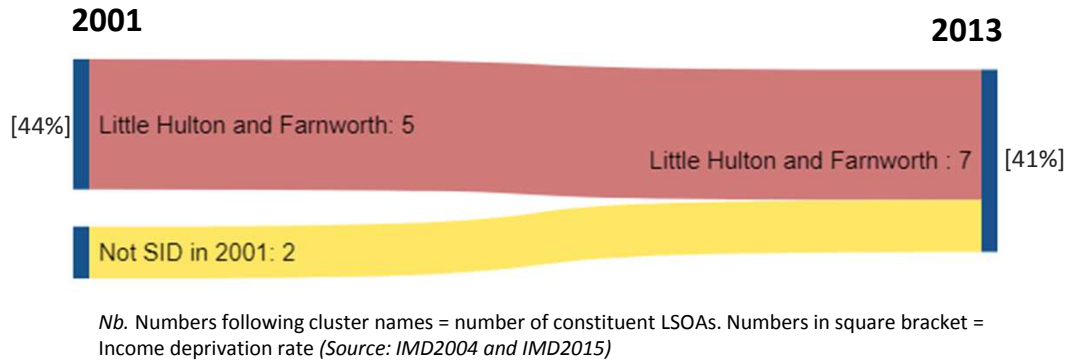 2001
2013
[44%]
Little Hulton and Farnworth: 5
Little Hulton and Farnworth : 7
[41%]
Not SID in 2001: 2
Nb. Numbers following cluster names = number of constituent LSOAs. Numbers in square bracket =
Income deprivation rate (Source: IMD2004 and IMD2015)